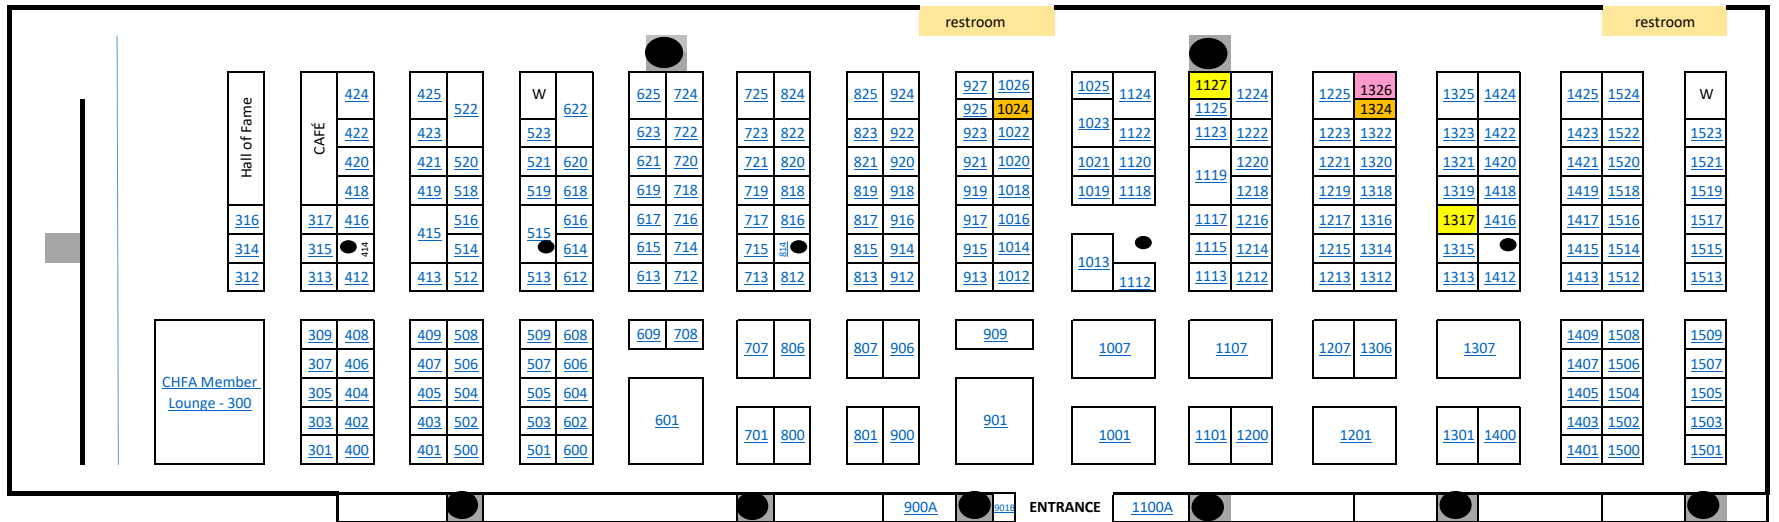 restroom restroom
424 425 522 W 622 625 724 725 824 825 924 927 1026 1025 1124 1127 1224 1225 1326 1325 1424 1425 1524 W
925 1024 1125 1324
Hall of Fame CAFÉ 422 423 523 623 722 723 822 823 922 923 1022 1023 1122 1123 1222 1223 1322 1323 1422 1423 1522 1523
420 421 520 521 620 621 720 721 820 821 920 921 1020 1021 1120 1119 1220 1221 1320 1321 1420 1421 1520 1521
418 419 518 519 618 619 718 719 818 819 918 919 1018 1019 1118 1218 1219 1318 1319 1418 1419 1518 1519
316 317 416 415 516 515 616 617 716 717 816 817 916 917 1016 1117 1216 1217 1316 1317 1416 1417 1516 1517
314 315 414 514 614 615 714 715 814 815 914 915 1014 1013 1115 1214 1215 1314 1315 1415 1514 1515
312 313 412 413 512 513 612 613 712 713 812 813 912 913 1012 1112 1113 1212 1213 1312 1313 1412 1413 1512 1513
309 408 409 508 509 608 609 708 707 806 807 906 909 1007 1107 1207 1306 1307 1409 1508 1509
307 406 407 506 507 606 1407 1506 1507
CHFA Member
Lounge - 300
305 404 405 504 505 604 1405 1504 1505
303 402 403 502 503 602 601 701 800 801 900 901 1001 1101 1200 1201 1301 1400 1403 1502 1503
301 400 401 500 501 600 1401 1500 1501
900A 901B ENTRANCE 1100A